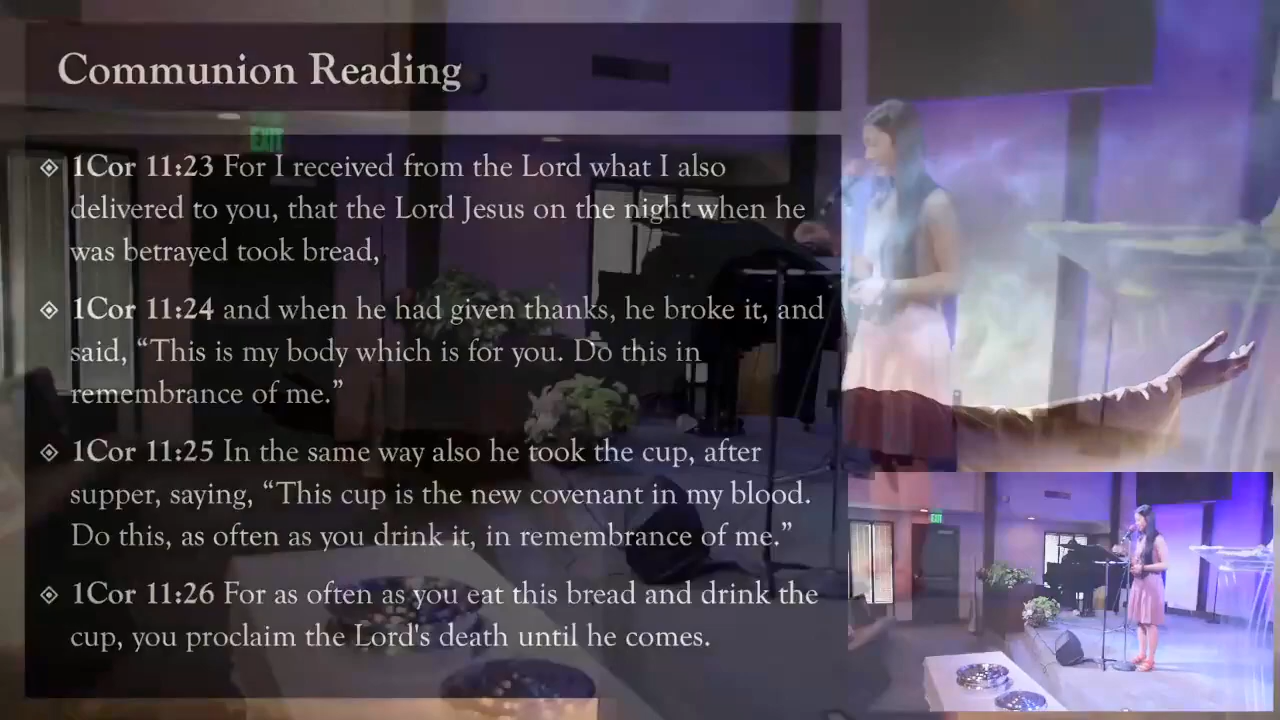 Communion Reading
EXIT
1Cor 11:23 For I received from the Lord what I also
delivered to you, that the Lord Jesus on the night when he
was betrayed took bread,
1Cor 11:24 and when he had given thanks, he broke it, and
said, “This is my body which is for you. Do this in
remembrance of me.”
1Cor 11:25 In the same way also he took the cup, after
supper, saying, “This cup is the new covenant in my blood.
Do this, as often as you drink it, in remembrance of me.”
1Cor 11:26 For as often as you eat this bread and drink the
cup, you proclaim the Lord's death until he comes.
EXIT